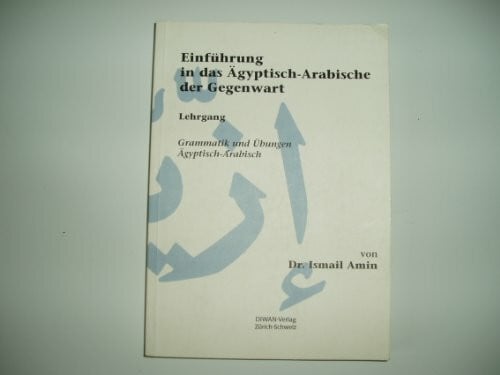 Einführung
in das Ägyptisch-Arabische
der Gegenwart
Lehrgang
Grammatik und Übungen
Ägyptisch-Arabisch
إزيّك
von
Dr. Ismail Amin
DIWAN-Verlag
Zürich-Schweiz